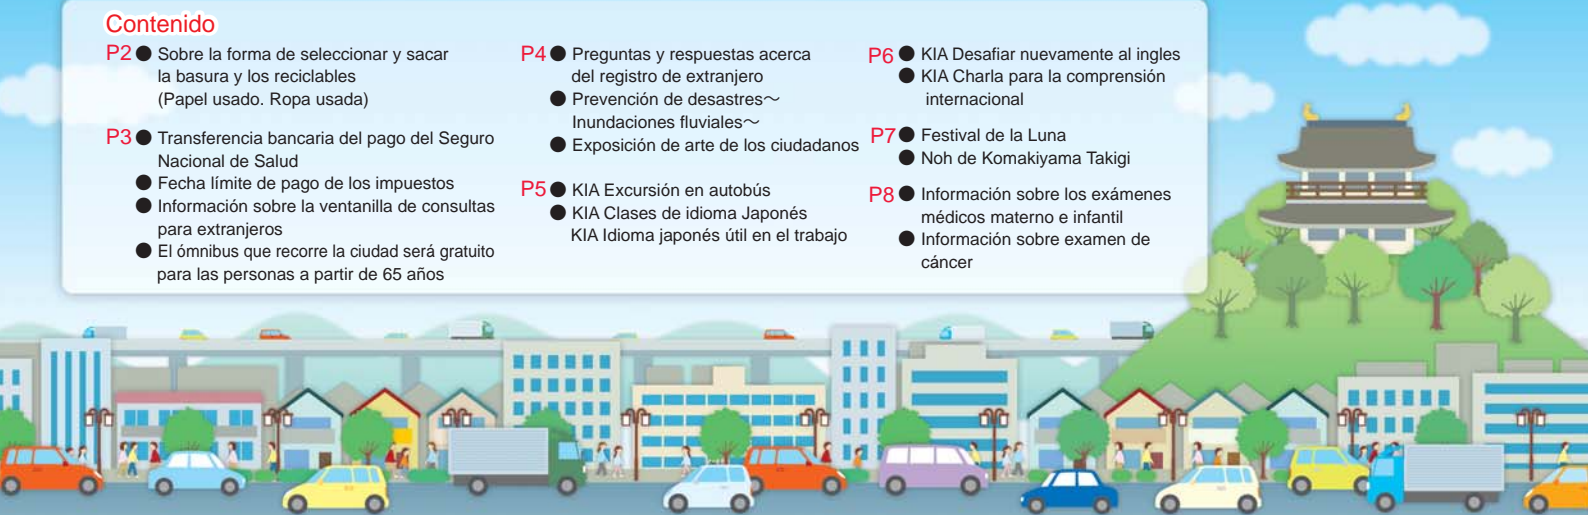 Contenido
P2● Sobre la forma de seleccionar y sacar
la basura y los reciclables
(Papel usado. Ropa usada)
P3● Transferencia bancaria del pago del Seguro
Nacional de Salud
● Fecha límite de pago de los impuestos
● Información sobre la ventanilla de consultas
para extranjeros
● El ómnibus que recorre la ciudad será gratuito
para las personas a partir de 65 años
P4● Preguntas y respuestas acerca
del registro de extranjero
● Prevención de desastres～
Inundaciones fluviales～
● Exposición de arte de los ciudadanos
P5● KIA Excursión en autobús
● KIA Clases de idioma Japonés
KIA Idioma japonés útil en el trabajo
P6● KIA Desafiar nuevamente al ingles
● KIA Charla para la comprensión
internacional
P7● Festival de la Luna
● Noh de Komakiyama Takigi
P8● Información sobre los exámenes
médicos materno e infantil
● Información sobre examen de
cáncer